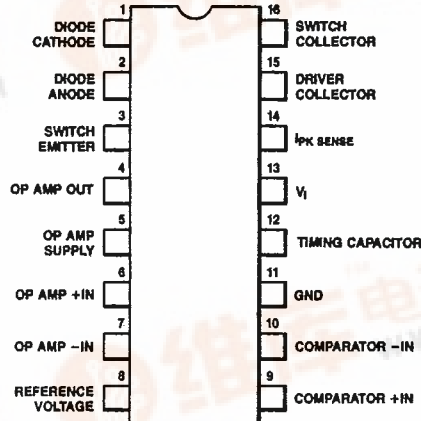 1
DIODE
CATHODE
2
DIODE
ANODE
3
SWITCH
EMITTER
4
OP AMP OUT
5
OP AMP
SUPPLY
6
OP AMP +IN
7
OP AMP −IN
8
REFERENCE
VOLTAGE
16
SWITCH
COLLECTOR
15
DRIVER
COLLECTOR
14
IPK SENSE
13
VI
12
TIMING CAPACITOR
11
GND
10
COMPARATOR −IN
9
COMPARATOR +IN